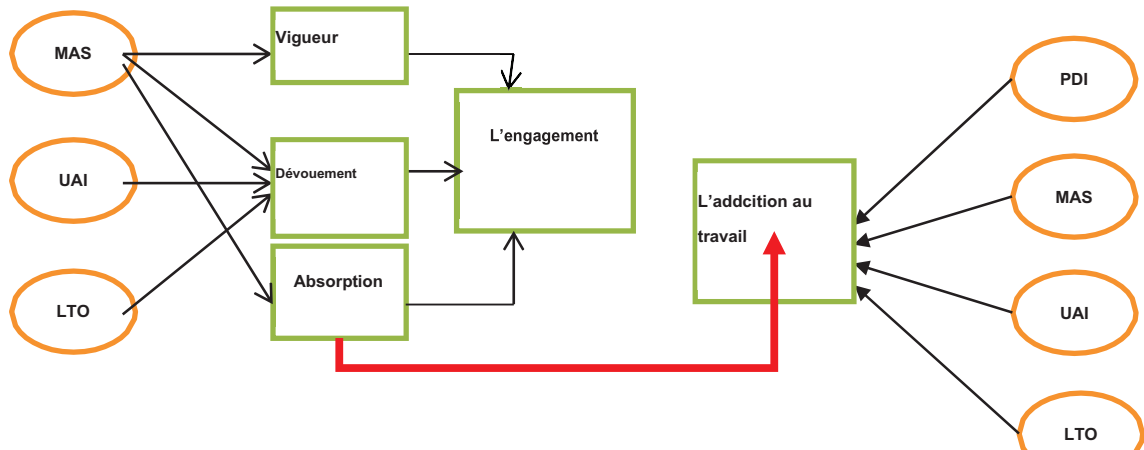 MAS
UAI
LTO
Vigueur
Dévouement
Absorption
L'engagement
L'addcition au
travail
PDI
MAS
UAI
LTO